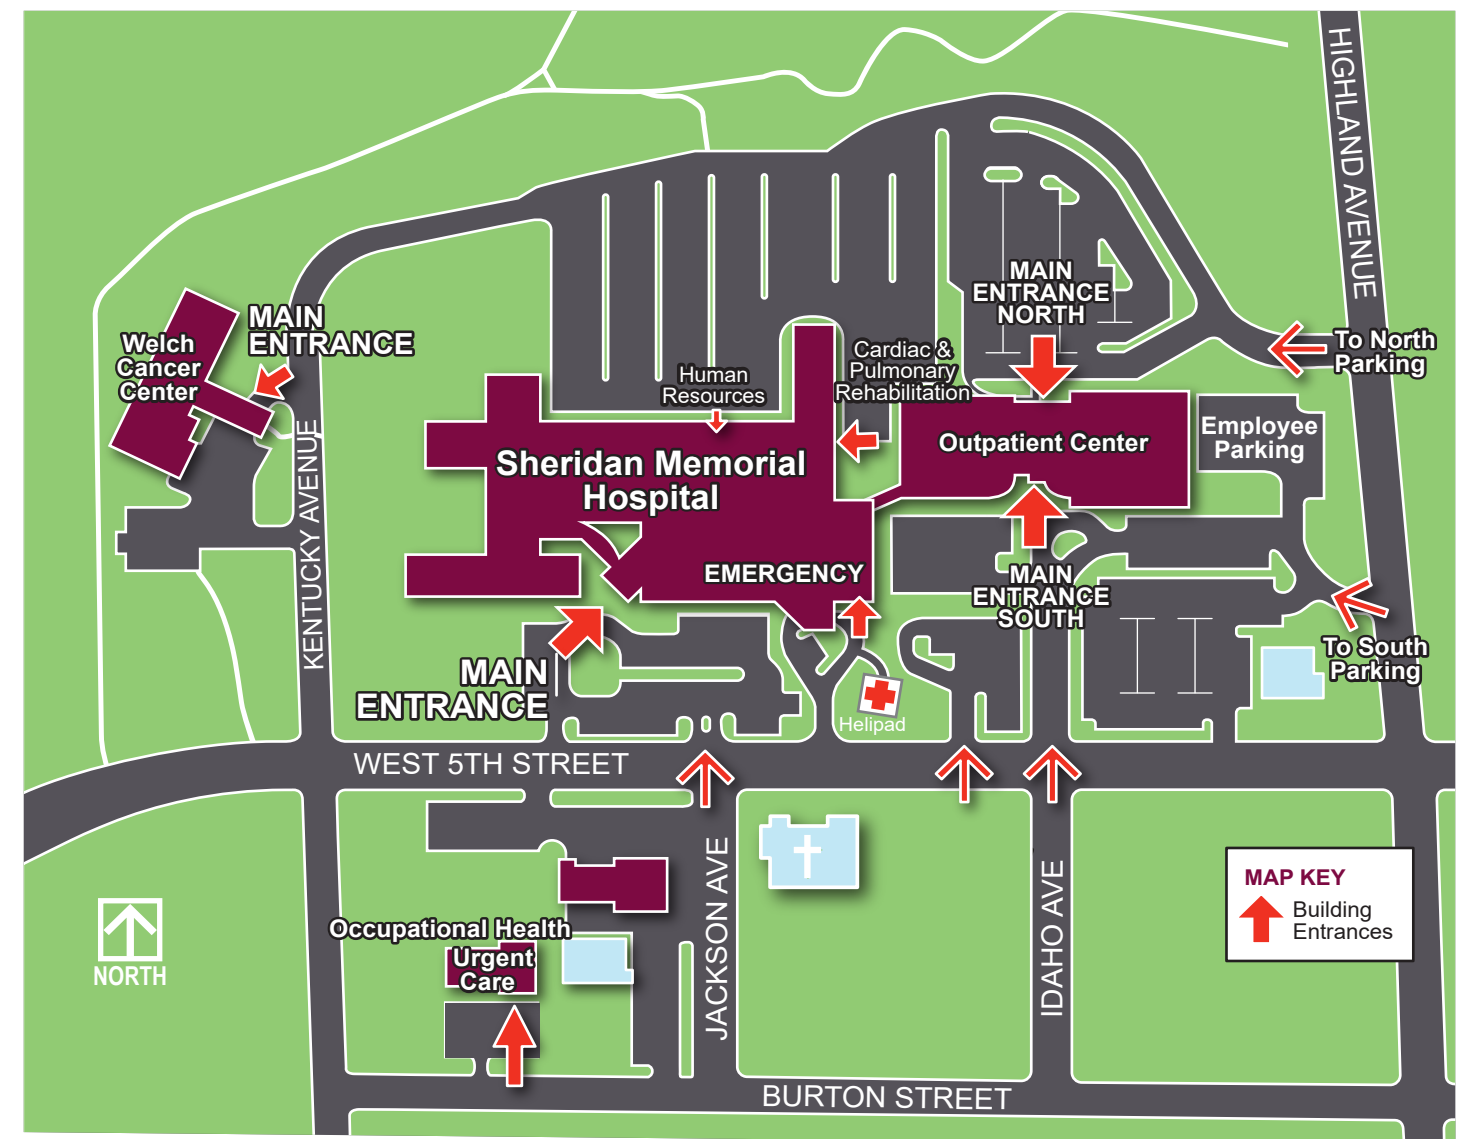 HIGHLAND AVENUE
MAIN
ENTRANCE
NORTH
MAIN
ENTRANCE
Welch
Cancer
Center
To North
Parking
Cardiac &
Pulmonary
Rehabilitation
Human
Resources
Employee
Parking
Outpatient Center
Sheridan Memorial
Hospital
KENTUCKY AVENUE
EMERGENCY
MAIN
ENTRANCE
SOUTH
To South
Parking
MAIN
ENTRANCE
Helipad
WEST 5TH STREET
JACKSON AVE
IDAHO AVE
MAP KEY
Building
Entrances
Occupational Health
Urgent
Care
NORTH
BURTON STREET